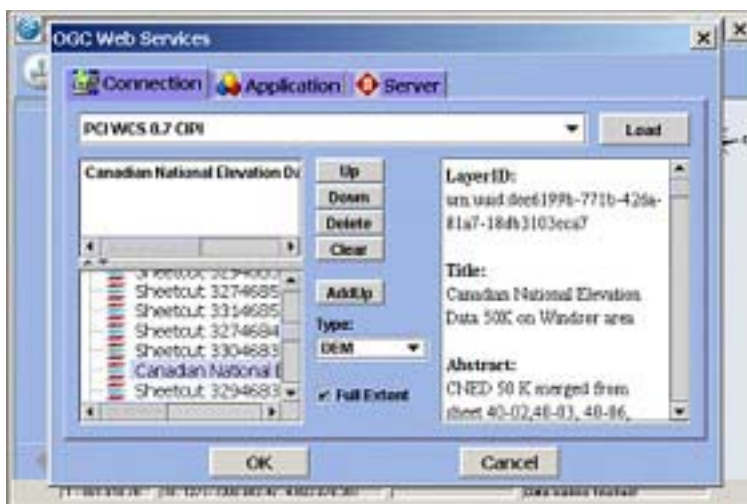 OGC Web Services
Connection
Application
Server
PCI WCS 0.7 CIPI
Load
Canadian National Elevation Da
Up
Down
Delete
Clear
AddUp
Type:
DEM
Full Extent
Sheetcut 3274685
Sheetcut 3314685
Sheetcut 3274684
Sheetcut 3304683
Canadian National E
Sheetcut 3294683
LayerID:
urn:uuid:dee6199b-771b-426a-
81a7-18db3103eca7
Title:
Canadian National Elevation
Data 50K on Windsor area
Abstract:
CNED 50 K merged from
sheet 40-02,40-03, 40-06,
OK
Cancel